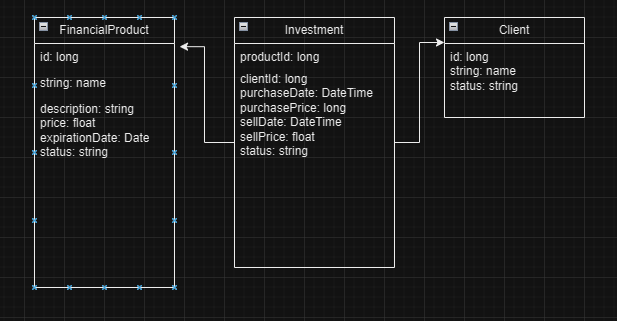 FinancialProduct
id: long
string: name
description: string
price: float
expirationDate: Date
status: string
Investment
productId: long
clientId: long
purchaseDate: DateTime
purchasePrice: long
sellDate: DateTime
sellPrice: float
status: string
Client
id: long
string: name
status: string